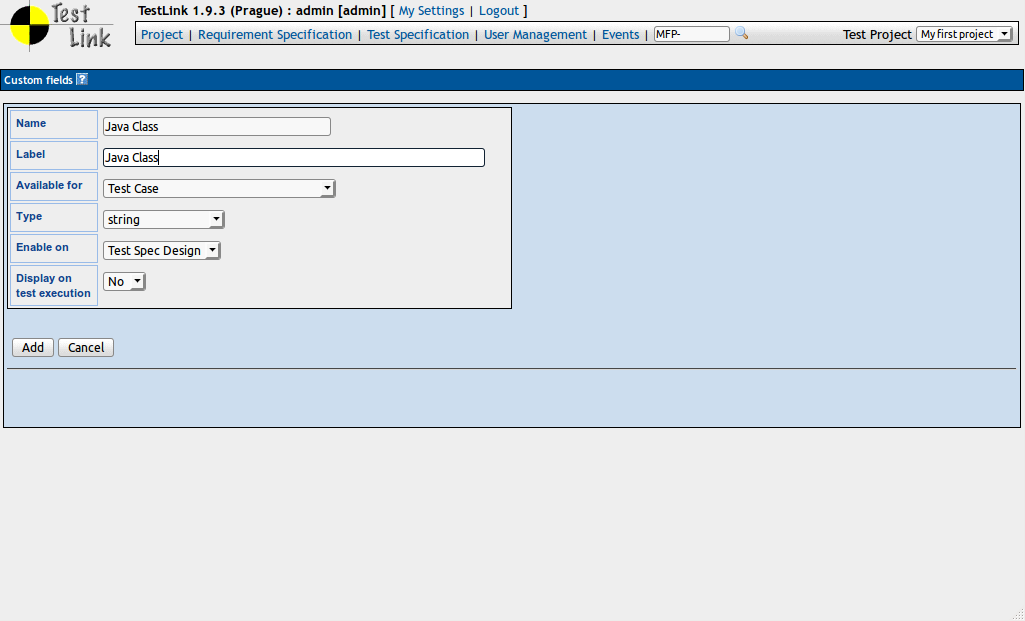 Test Link
TestLink 1.9.3 (Prague) : admin [admin] [ My Settings | Logout ]
Project | Requirement Specification | Test Specification | User Management | Events | MFP- Test Project My first project
Custom fields ?
Name Java Class
Label Java Class
Available for Test Case
Type string
Enable on Test Spec Design
Display on
test execution No
Add Cancel